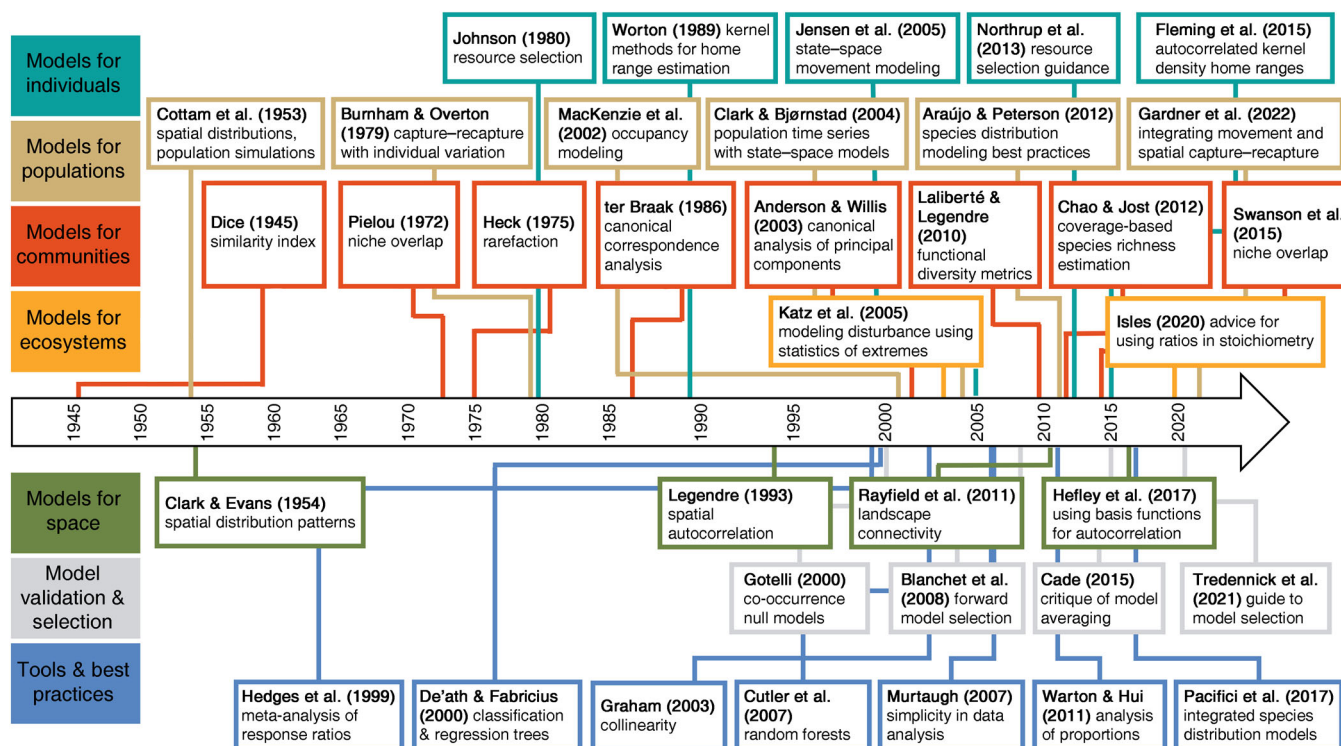 Models for
individuals
Johnson (1980)
resource selection
Worton (1989) kernel
methods for home
range estimation
Jensen et al. (2005)
state–space
movement modeling
Northrup et al.
(2013) resource
selection guidance
Fleming et al. (2015)
autocorrelated kernel
density home ranges
Models for
populations
Cottam et al. (1953)
spatial distributions,
population simulations
Burnham & Overton
(1979) capture–recapture
with individual variation
MacKenzie et al.
(2002) occupancy
modeling
Clark & Bjørnstad (2004)
population time series
with state–space models
Araújo & Peterson (2012)
species distribution
modeling best practices
Gardner et al. (2022)
integrating movement and
spatial capture–recapture
Models for
communities
Dice (1945)
similarity index
Pielou (1972)
niche overlap
Heck (1975)
rarefaction
ter Braak (1986)
canonical
correspondence
analysis
Anderson & Willis
(2003) canonical
analysis of principal
components
Laliberté &
Legendre
(2010)
functional
diversity metrics
Chao & Jost (2012)
coverage-based
species richness
estimation
Swanson et al.
(2015)
niche overlap
Models for
ecosystems
Katz et al. (2005)
modeling disturbance using
statistics of extremes
Isles (2020) advice for
using ratios in stoichiometry
1945
1950
1955
1960
1965
1970
1975
1980
1985
1990
1995
2000
2005
2010
2015
2020
Models for
space
Clark & Evans (1954)
spatial distribution patterns
Legendre (1993)
spatial
autocorrelation
Rayfield et al. (2011)
landscape
connectivity
Hefley et al. (2017)
using basis functions
for autocorrelation
Model
validation &
selection
Gotelli (2000)
co-occurrence
null models
Blanchet et al.
(2008) forward
model selection
Cade (2015)
critique of model
averaging
Tredennick et al.
(2021) guide to
model selection
Tools & best
practices
Hedges et al. (1999)
meta-analysis of
response ratios
De'ath & Fabricius
(2000) classification
& regression trees
Graham (2003)
collinearity
Cutler et al.
(2007)
random forests
Murtaugh (2007)
simplicity in data
analysis
Warton & Hui
(2011) analysis
of proportions
Pacifici et al. (2017)
integrated species
distribution models